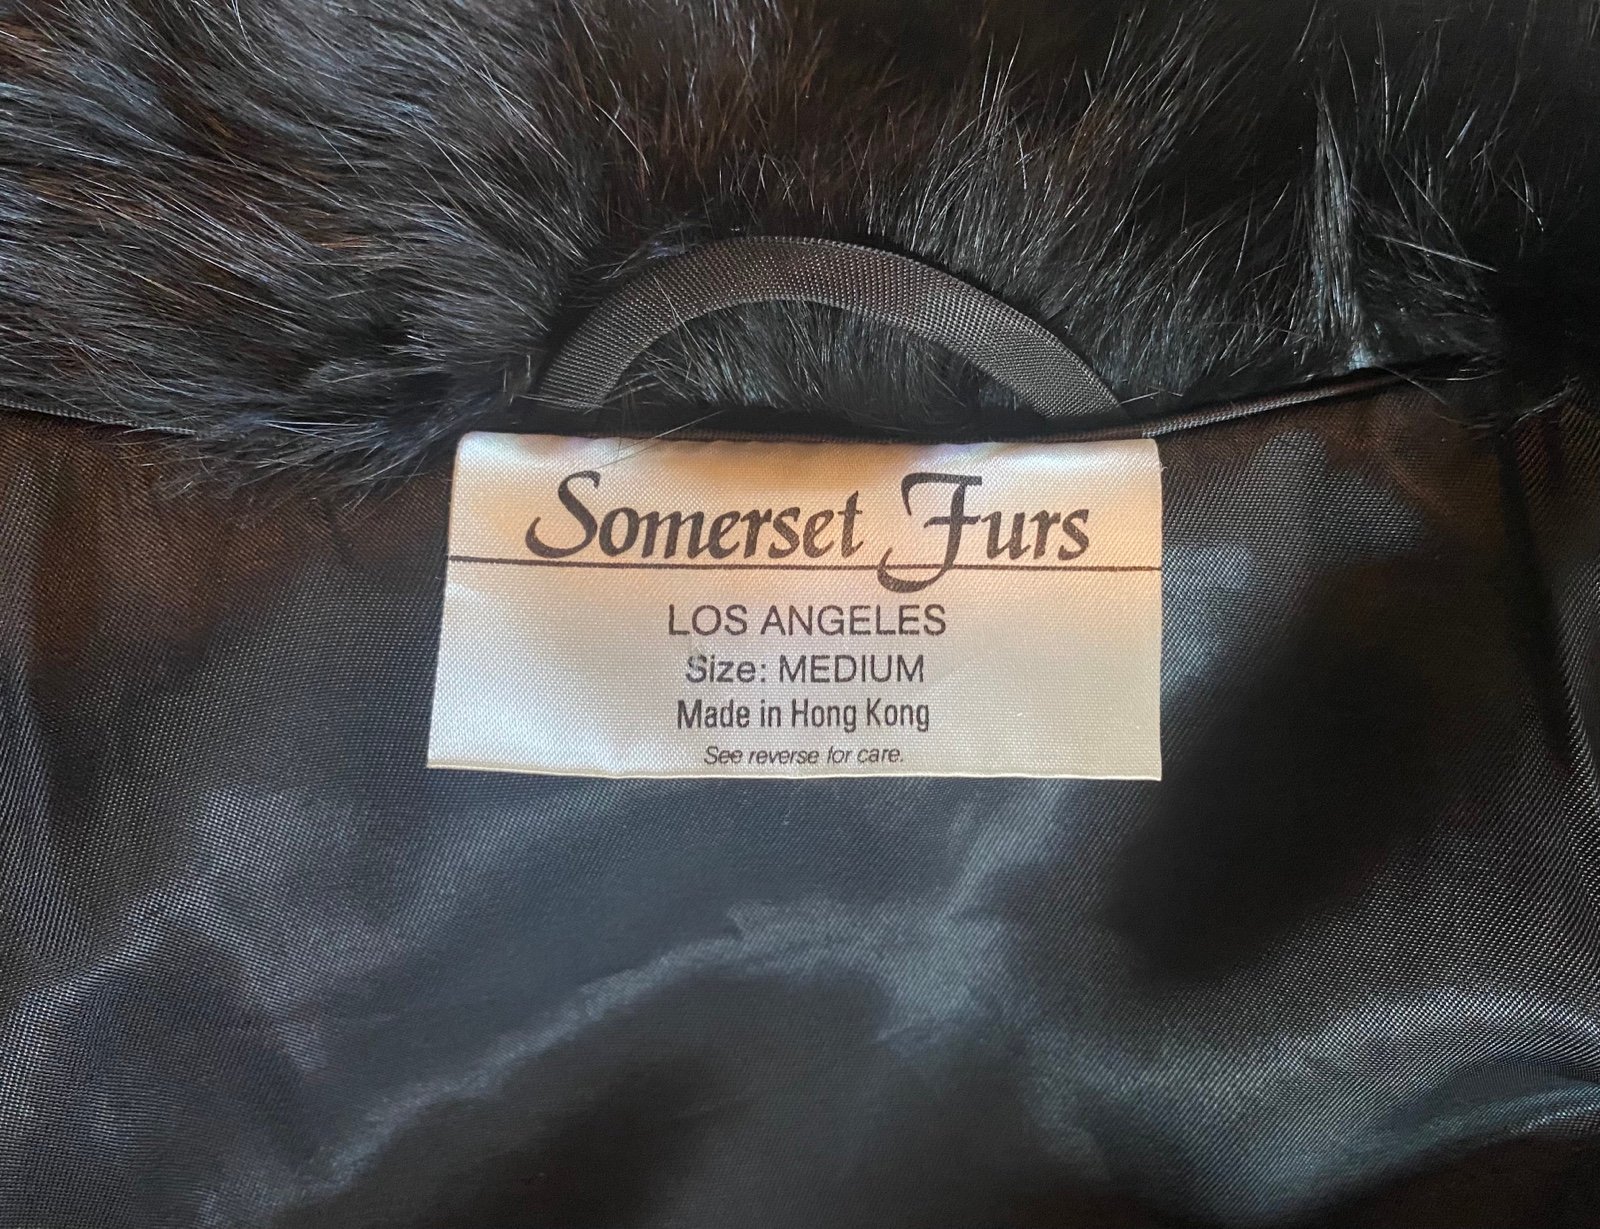 Somerset Furs
LOS ANGELES
Size: MEDIUM
Made in Hong Kong
See reverse for care.